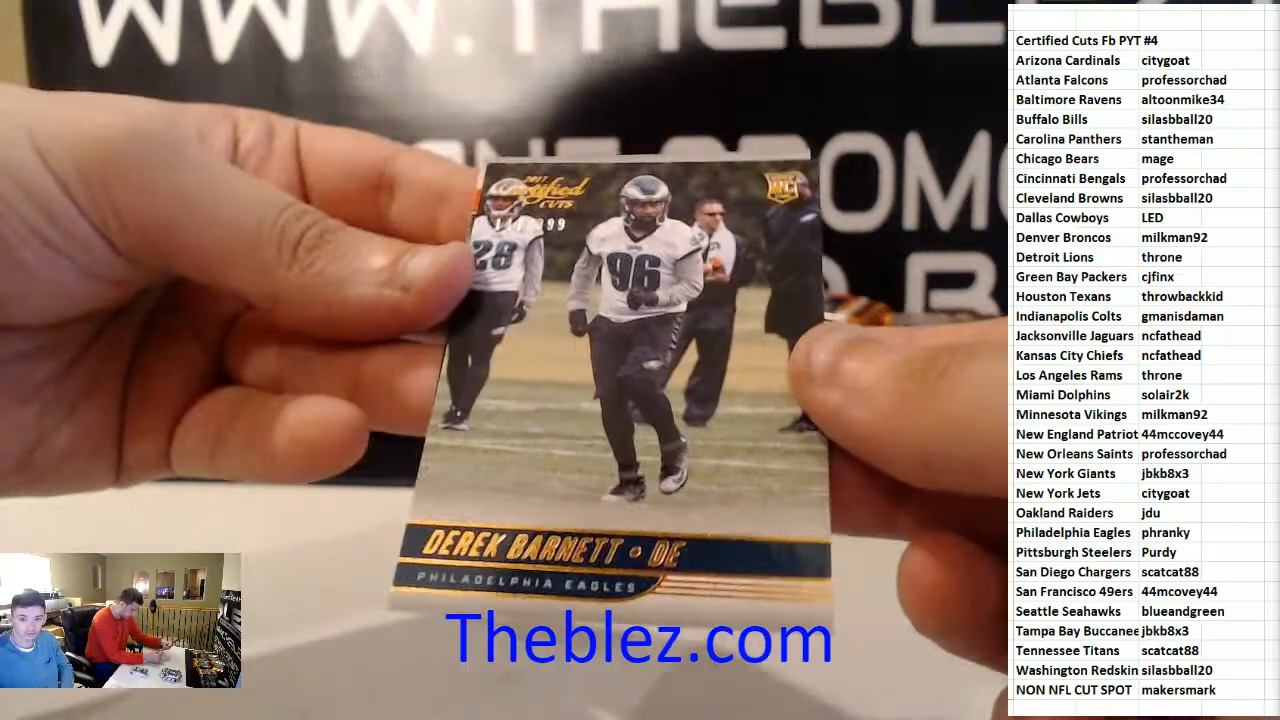 WWW.THEBLE
2017
Certified
CUTS
RC
28
96
DEREK BARNETT • DE
PHILADELPHIA EAGLES
Theblez.com
Certified Cuts Fb PYT #4
Arizona Cardinals citygoat
Atlanta Falcons professorchad
Baltimore Ravens altoonmike34
Buffalo Bills silasbball20
Carolina Panthers stantheman
Chicago Bears mage
Cincinnati Bengals professorchad
Cleveland Browns silasbball20
Dallas Cowboys LED
Denver Broncos milkman92
Detroit Lions throne
Green Bay Packers cjfinx
Houston Texans throwbackkid
Indianapolis Colts gmanisdaman
Jacksonville Jaguars ncfathead
Kansas City Chiefs ncfathead
Los Angeles Rams throne
Miami Dolphins solair2k
Minnesota Vikings milkman92
New England Patriot 44mccovey44
New Orleans Saints professorchad
New York Giants jbkb8x3
New York Jets citygoat
Oakland Raiders jdu
Philadelphia Eagles phranky
Pittsburgh Steelers Purdy
San Diego Chargers scatcat88
San Francisco 49ers 44mcovey44
Seattle Seahawks blueandgreen
Tampa Bay Buccanee jbkb8x3
Tennessee Titans scatcat88
Washington Redskin silasbball20
NON NFL CUT SPOT makersmark